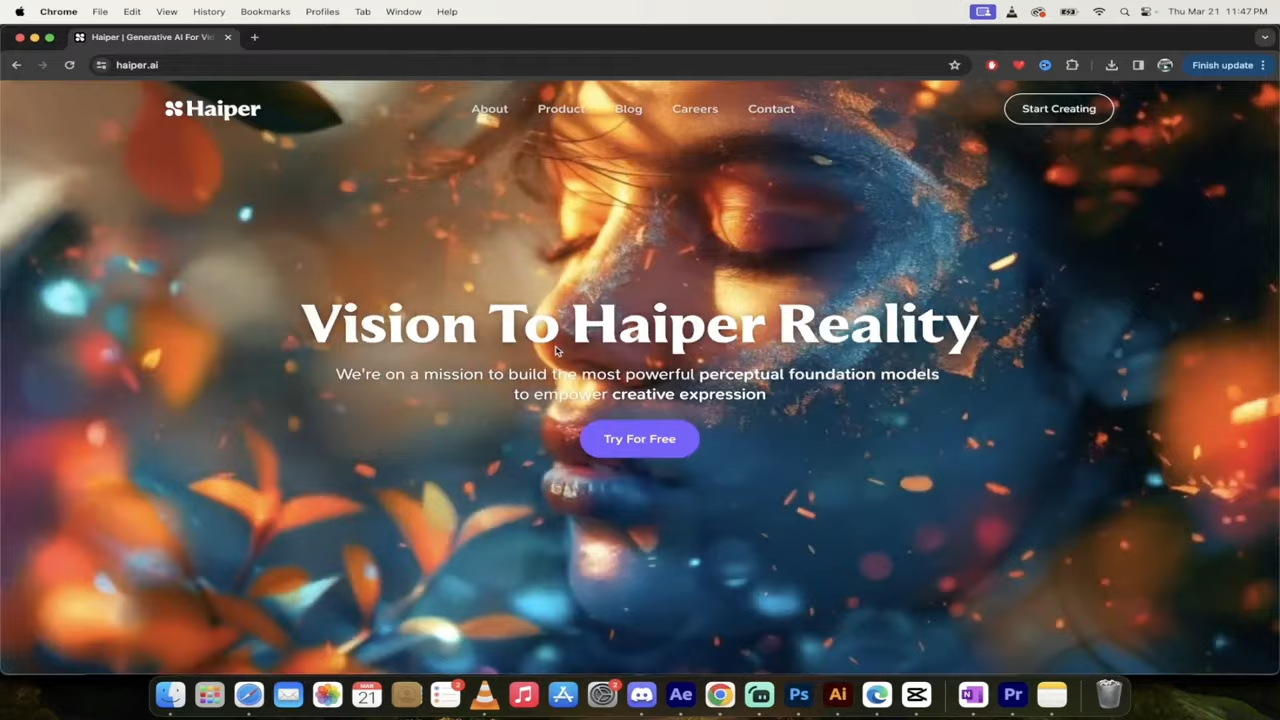 Chrome File Edit View History Bookmarks Profiles Tab Window Help Thu Mar 21 11:47 PM
Haiper | Generative AI For Vi
haiper.ai Finish update
Haiper About Product Blog Careers Contact Start Creating
Vision To Haiper Reality
We're on a mission to build the most powerful perceptual foundation models
to empower creative expression
Try For Free
MAR 2 2
21 Ae Ps Ai N Pr